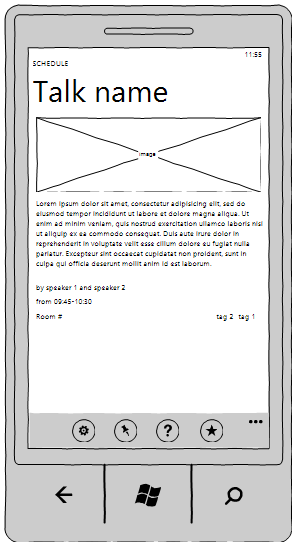 11:55
SCHEDULE
Talk name
image
Lorem ipsum dolor sit amet, consectetur adipisicing elit, sed do
eiusmod tempor incididunt ut labore et dolore magna aliqua. Ut
enim ad minim veniam, quis nostrud exercitation ullamco laboris nisi
ut aliquip ex ea commodo consequat. Duis aute irure dolor in
reprehenderit in voluptate velit esse cillum dolore eu fugiat nulla
pariatur. Excepteur sint occaecat cupidatat non proident, sunt in
culpa qui officia deserunt mollit anim id est laborum.
by speaker 1 and speaker 2
from 09:45-10:30
Room # tag 2 tag 1